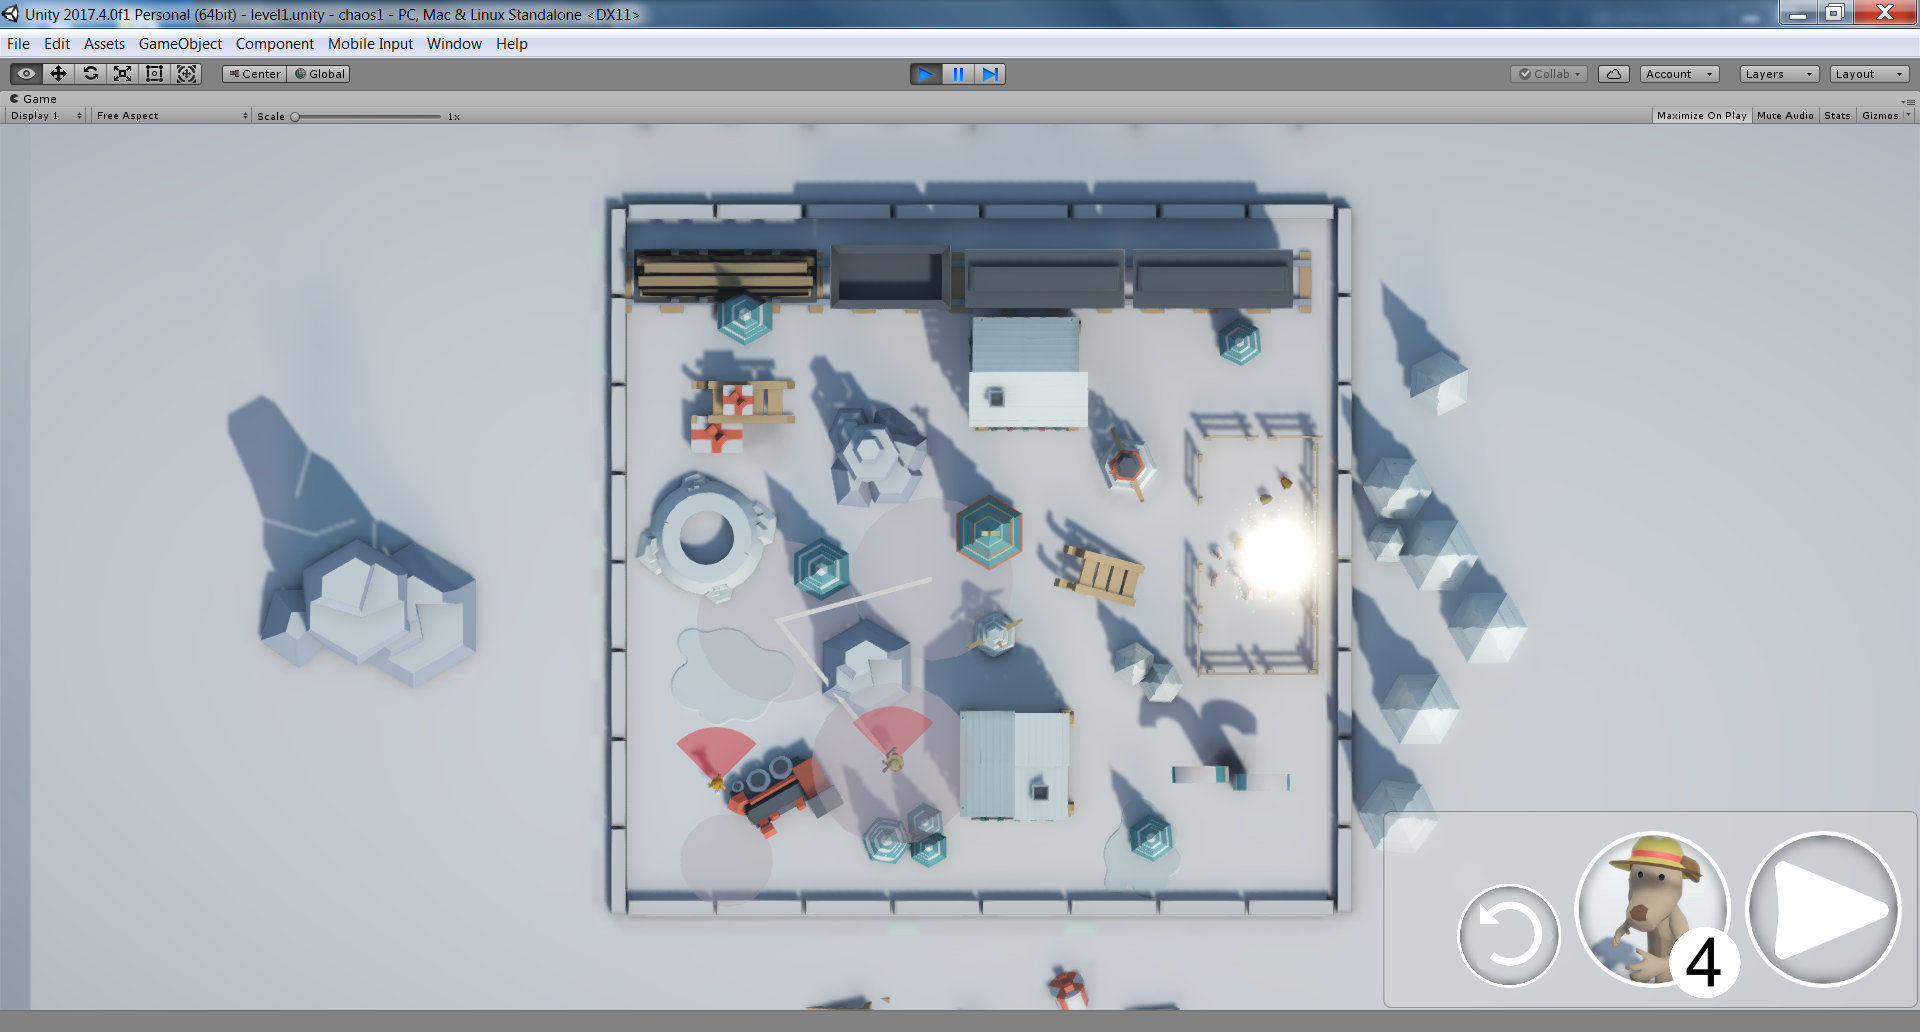 Unity 2017.4.0f1 Personal (64bit) - level1.unity - chaos1 - PC, Mac & Linux Standalone <DX11>
File Edit Assets GameObject Component Mobile Input Window Help
Center Global Collab Account Layers Layout
Game
Display 1 Free Aspect Scale 1x Maximize On Play Mute Audio Stats Gizmos
4